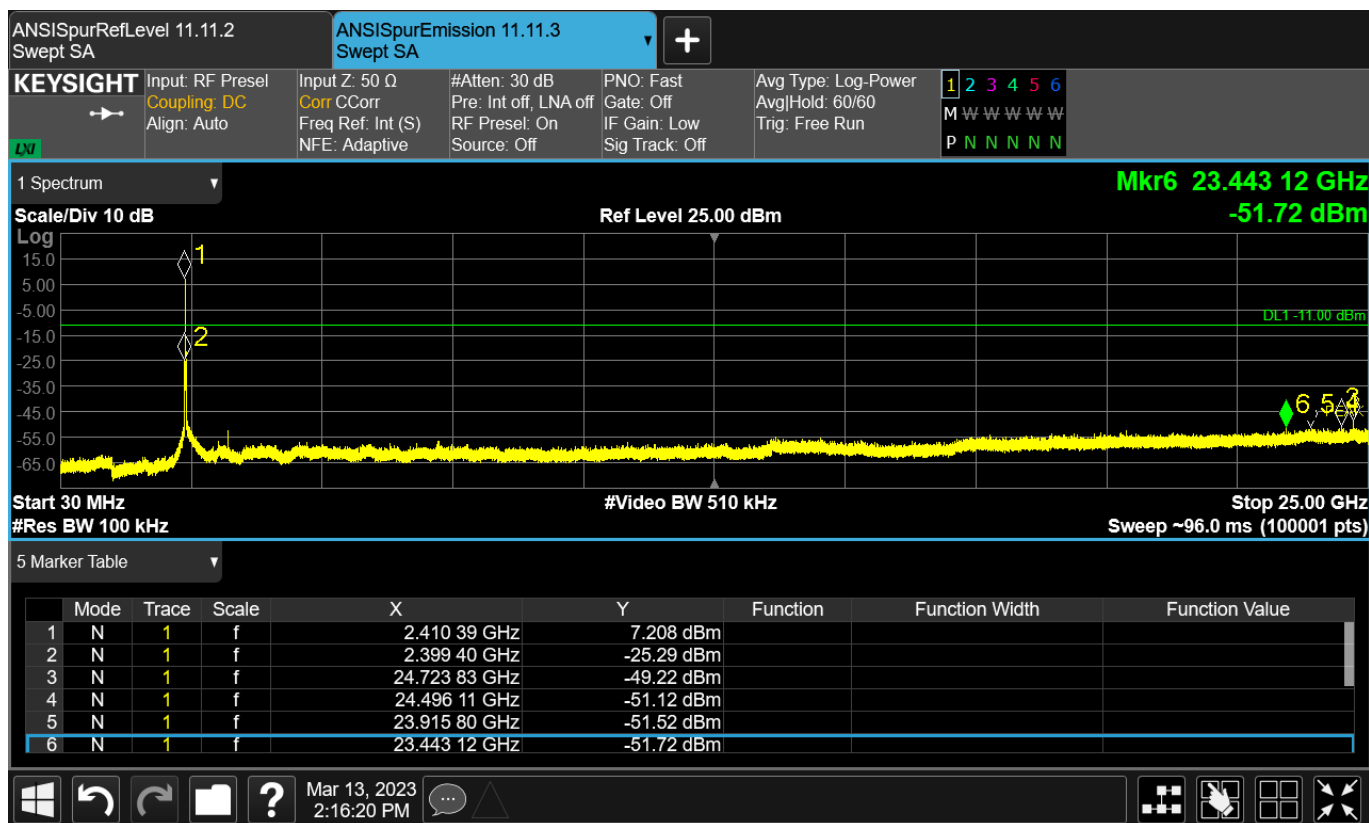 ANSISpurRefLevel 11.11.2
Swept SA
ANSISpurEmission 11.11.3
Swept SA
KEYSIGHT
LXI
Input: RF Presel
Coupling: DC
Align: Auto
Input Z: 50 Ω
Corr CCorr
Freq Ref: Int (S)
NFE: Adaptive
#Atten: 30 dB
Pre: Int off, LNA off
RF Presel: On
Source: Off
PNO: Fast
Gate: Off
IF Gain: Low
Sig Track: Off
Avg Type: Log-Power
Avg|Hold: 60/60
Trig: Free Run
1 2 3 4 5 6
M W W W W W
P N N N N N
1 Spectrum
Mkr6 23.443 12 GHz
-51.72 dBm
Scale/Div 10 dB
Ref Level 25.00 dBm
Log
15.0
5.00
-5.00
-15.0
-25.0
-35.0
-45.0
-55.0
-65.0
1
2
DL1 -11.00 dBm
6 5 4 3
Start 30 MHz
#Video BW 510 kHz
Stop 25.00 GHz
#Res BW 100 kHz
Sweep ~96.0 ms (100001 pts)
5 Marker Table
Mode Trace Scale X Y Function Function Width Function Value
1 N 1 f 2.410 39 GHz 7.208 dBm
2 N 1 f 2.399 40 GHz -25.29 dBm
3 N 1 f 24.723 83 GHz -49.22 dBm
4 N 1 f 24.496 11 GHz -51.12 dBm
5 N 1 f 23.915 80 GHz -51.52 dBm
6 N 1 f 23.443 12 GHz -51.72 dBm
Mar 13, 2023
2:16:20 PM